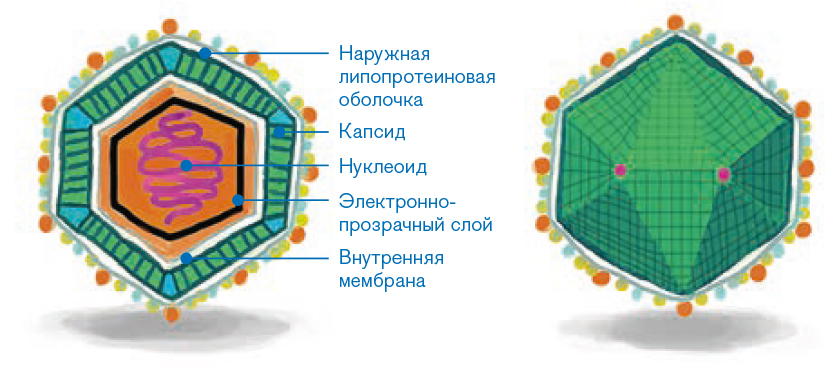 Наружная
липопротеиновая
оболочка
Капсид
Нуклеоид
Электронно-
прозрачный слой
Внутренняя
мембрана